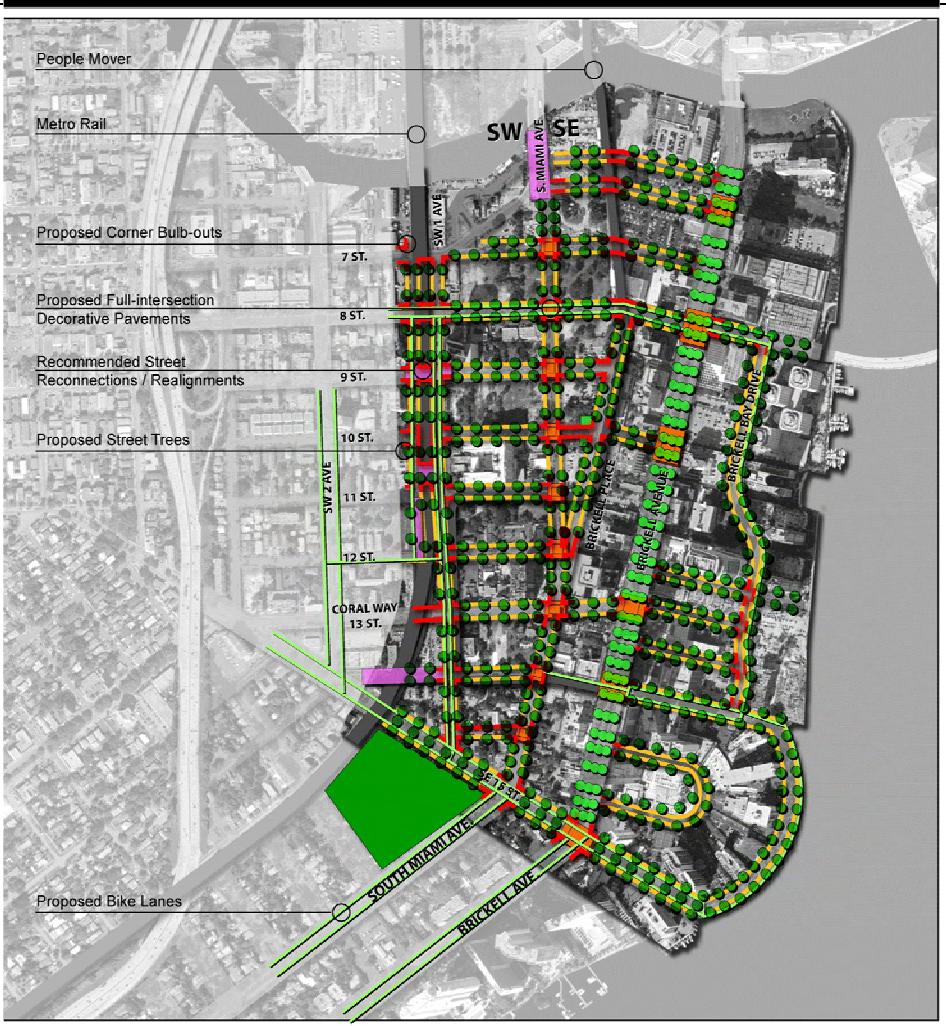 People Mover
Metro Rail
SW
SE
S. MIAMI AVE
SW 1 AVE
Proposed Corner Bulb-outs
7 ST.
Proposed Full-intersection
Decorative Pavements
8 ST.
Recommended Street
Reconnections / Realignments
9 ST.
Proposed Street Trees
10 ST.
SW 2 AVE
11 ST.
12 ST.
CORAL WAY
13 ST.
BRICKELL PLACE
BRICKELL AVENUE
BRICKELL BAY DRIVE
SE 15 ST.
SOUTH MIAMI AVE.
BRICKELL AVE
Proposed Bike Lanes